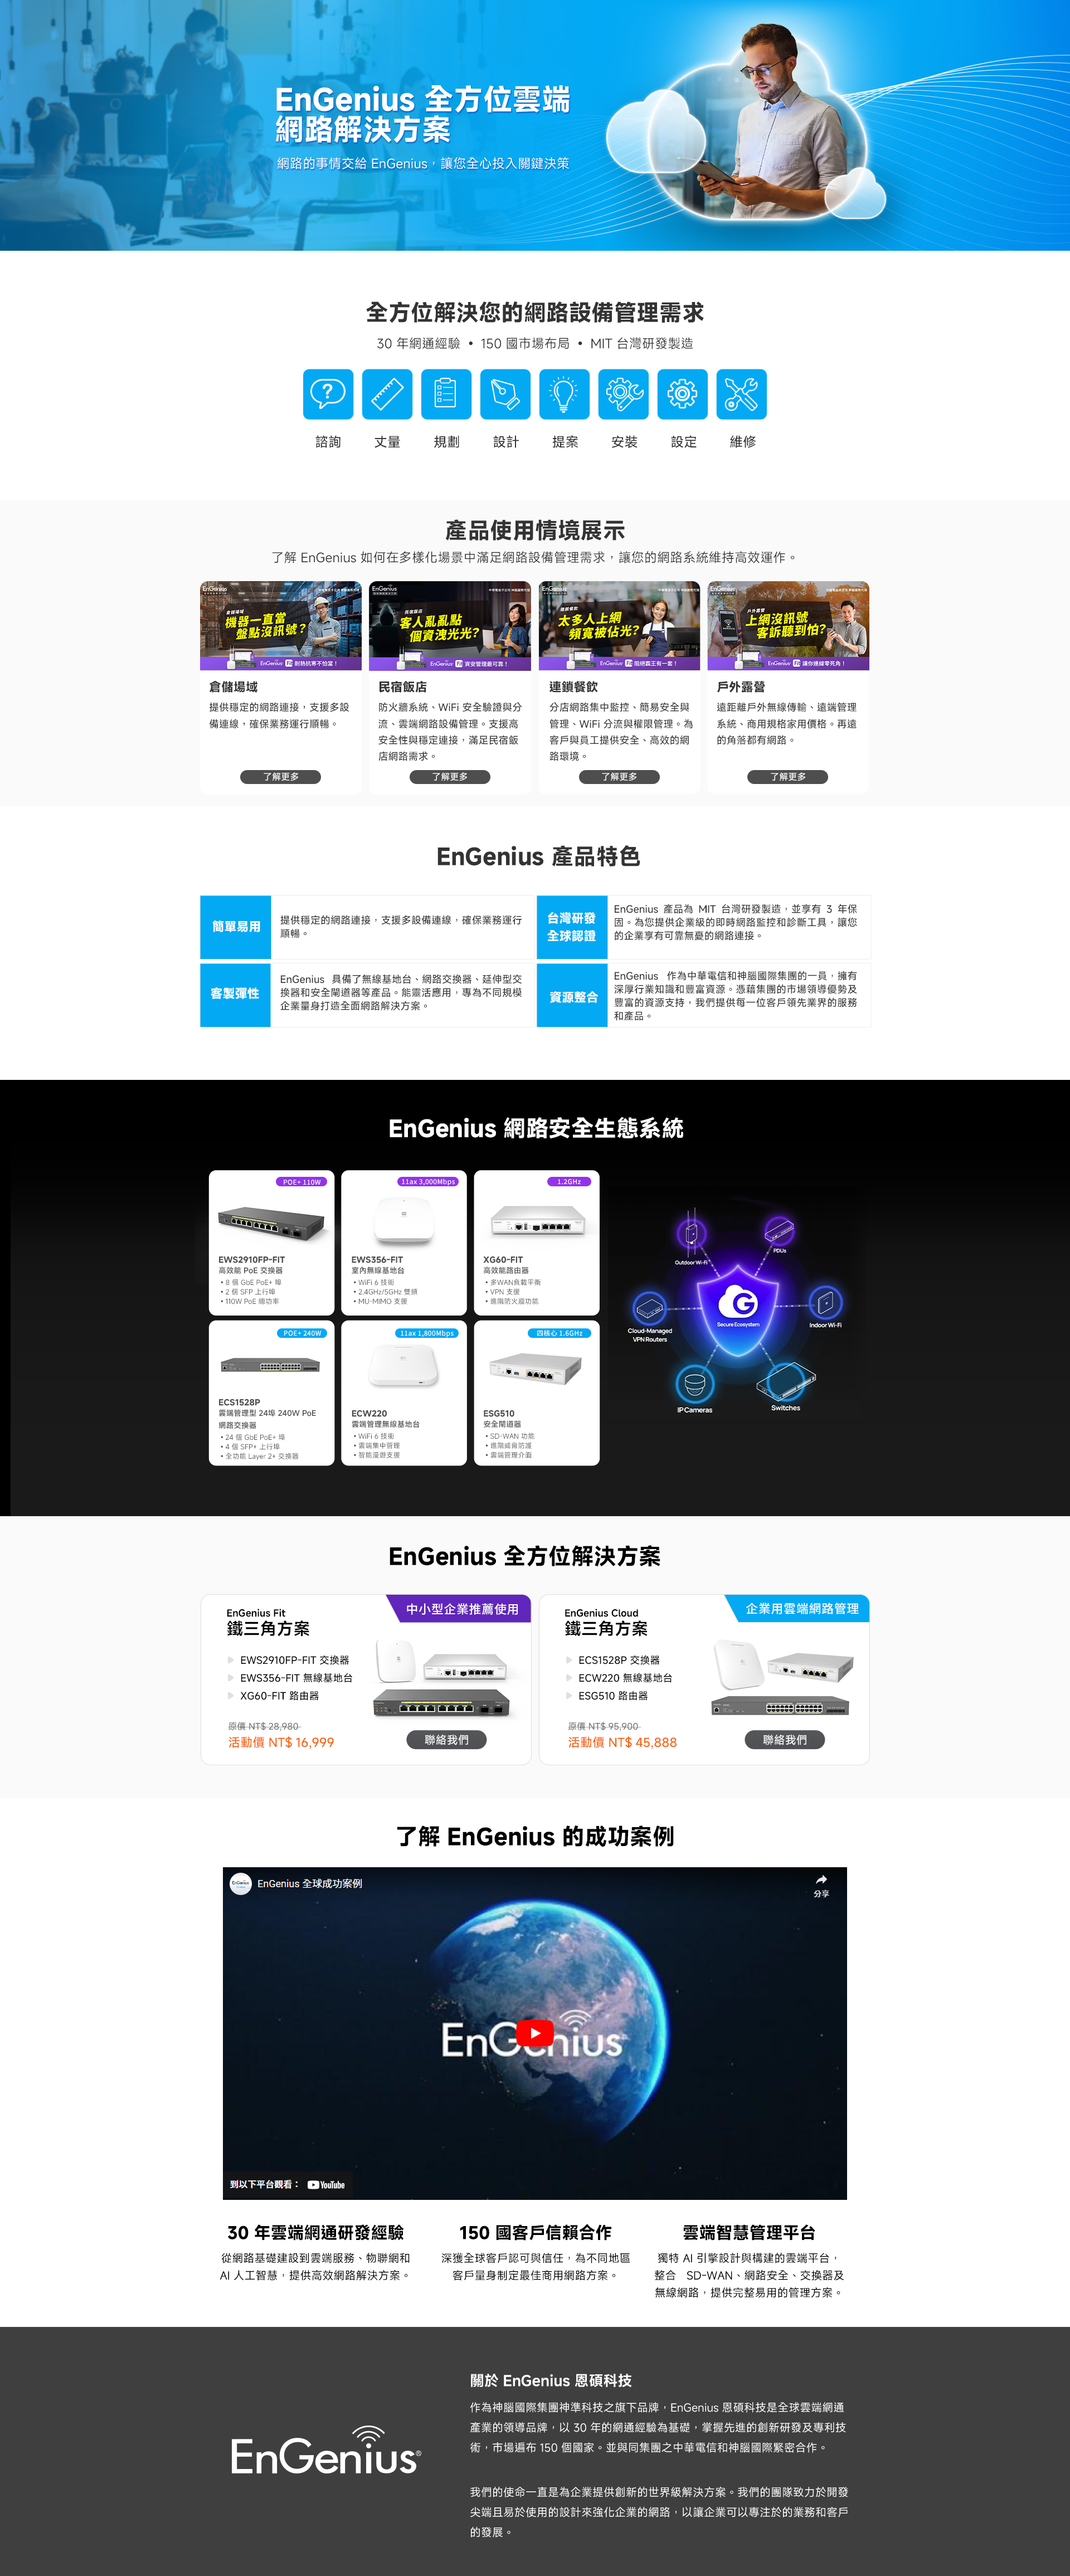 EnGenius 全方位雲端
網路解決方案
網路的事情交給 EnGenius，讓您全心投入關鍵決策
全方位解決您的網路設備管理需求
30 年網通經驗 • 150 國市場布局 • MIT 台灣研發製造
諮詢 丈量 規劃 設計 提案 安裝 設定 維修
產品使用情境展示
了解 EnGenius 如何在多樣化場景中滿足網路設備管理需求，讓您的網路系統維持高效運作。
EnGenius
倉儲場域
機器一直當
盤點沒訊號？
EnGenius Fit 耐熱抗寒不怕當！
倉儲場域
提供穩定的網路連接，支援多設
備連線，確保業務運行順暢。
了解更多
EnGenius
民宿飯店
客人亂亂點
個資洩光光？
EnGenius Fit 資安管理最可靠！
民宿飯店
防火牆系統、WiFi 安全驗證與分
流、雲端網路設備管理。支援高
安全性與穩定連接，滿足民宿飯
店網路需求。
了解更多
EnGenius
連鎖餐飲
太多人上網
頻寬被佔光？
EnGenius Fit 阻絕霸王有一套！
連鎖餐飲
分店網路集中監控、簡易安全與
管理、WiFi 分流與權限管理。為
客戶與員工提供安全、高效的網
路環境。
了解更多
EnGenius
戶外露營
上網沒訊號
客訴聽到怕？
EnGenius Fit 讓你連線零死角！
戶外露營
遠距離戶外無線傳輸、遠端管理
系統、商用規格家用價格。再遠
的角落都有網路。
了解更多
EnGenius 產品特色
簡單易用
提供穩定的網路連接，支援多設備連線，確保業務運行
順暢。
台灣研發
全球認證
EnGenius 產品為 MIT 台灣研發製造，並享有 3 年保
固。為您提供企業級的即時網路監控和診斷工具，讓您
的企業享有可靠無憂的網路連接。
客製彈性
EnGenius 具備了無線基地台、網路交換器、延伸型交
換器和安全閘道器等產品。能靈活應用，專為不同規模
企業量身打造全面網路解決方案。
資源整合
EnGenius 作為中華電信和神腦國際集團的一員，擁有
深厚行業知識和豐富資源。憑藉集團的市場領導優勢及
豐富的資源支持，我們提供每一位客戶領先業界的服務
和產品。
EnGenius 網路安全生態系統
POE+ 110W
EWS2910FP-FIT
高效能 PoE 交換器
• 8 個 GbE PoE+ 埠
• 2 個 SFP 上行埠
• 110W PoE 總功率
11ax 3,000Mbps
EWS356-FIT
室內無線基地台
• WiFi 6 技術
• 2.4GHz/5GHz 雙頻
• MU-MIMO 支援
1.2GHz
XG60-FIT
高效能路由器
• 多WAN負載平衡
• VPN 支援
• 進階防火牆功能
POE+ 240W
ECS1528P
雲端管理型 24埠 240W PoE
網路交換器
• 24 個 GbE PoE+ 埠
• 4 個 SFP+ 上行埠
• 全功能 Layer 2+ 交換器
11ax 1,800Mbps
ECW220
雲端管理無線基地台
• WiFi 6 技術
• 雲端集中管理
• 智能漫遊支援
四核心 1.6GHz
ESG510
安全閘道器
• SD-WAN 功能
• 進階威脅防護
• 雲端管理介面
Outdoor Wi-Fi
PDUs
Cloud-Managed
VPN Routers
Secure Ecosystem
Indoor Wi-Fi
IP Cameras
Switches
EnGenius 全方位解決方案
中小型企業推薦使用
EnGenius Fit
鐵三角方案
EWS2910FP-FIT 交換器
EWS356-FIT 無線基地台
XG60-FIT 路由器
原價 NT$ 28,980
活動價 NT$ 16,999
聯絡我們
企業用雲端網路管理
EnGenius Cloud
鐵三角方案
ECS1528P 交換器
ECW220 無線基地台
ESG510 路由器
原價 NT$ 95,900
活動價 NT$ 45,888
聯絡我們
了解 EnGenius 的成功案例
EnGenius 全球成功案例
分享
EnGenius
到以下平台觀看： YouTube
30 年雲端網通研發經驗
從網路基礎建設到雲端服務、物聯網和
AI 人工智慧，提供高效網路解決方案。
150 國客戶信賴合作
深獲全球客戶認可與信任，為不同地區
客戶量身制定最佳商用網路方案。
雲端智慧管理平台
獨特 AI 引擎設計與構建的雲端平台，
整合 SD-WAN、網路安全、交換器及
無線網路，提供完整易用的管理方案。
EnGenius®
關於 EnGenius 恩碩科技
作為神腦國際集團神準科技之旗下品牌，EnGenius 恩碩科技是全球雲端網通
產業的領導品牌，以 30 年的網通經驗為基礎，掌握先進的創新研發及專利技
術，市場遍布 150 個國家。並與同集團之中華電信和神腦國際緊密合作。
我們的使命一直是為企業提供創新的世界級解決方案。我們的團隊致力於開發
尖端且易於使用的設計來強化企業的網路，以讓企業可以專注於的業務和客戶
的發展。